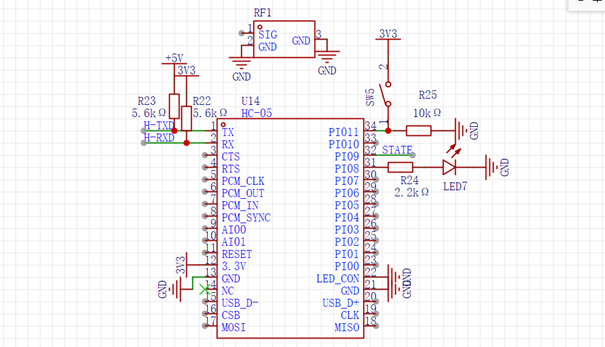 RF1
1 SIG
2 GND
GND 3
GND
GND
3V3
2
SW5
1
+5V
3V3
R23
5.6kΩ
R22
5.6kΩ
H-TXD
H-RXD
U14
HC-05
R25
10kΩ
GND
STATE
R24
2.2kΩ
LED7
GND
1 TX
2 RX
3 CTS
4 RTS
5 PCM_CLK
6 PCM_OUT
7 PCM_IN
8 PCM_SYNC
9 AIO0
10 AIO1
11 RESET
12 3.3V
13 GND
14 NC
15 USB_D-
16 CSB
17 MOSI
PIO11 34
PIO10 33
PIO9 32
PIO8 31
PIO7 30
PIO6 29
PIO5 28
PIO4 27
PIO3 26
PIO2 25
PIO1 24
PIO0 23
LED_CON 22
GND 21
USB_D+ 20
CLK 19
MISO 18
3V3
GND
GND
GND